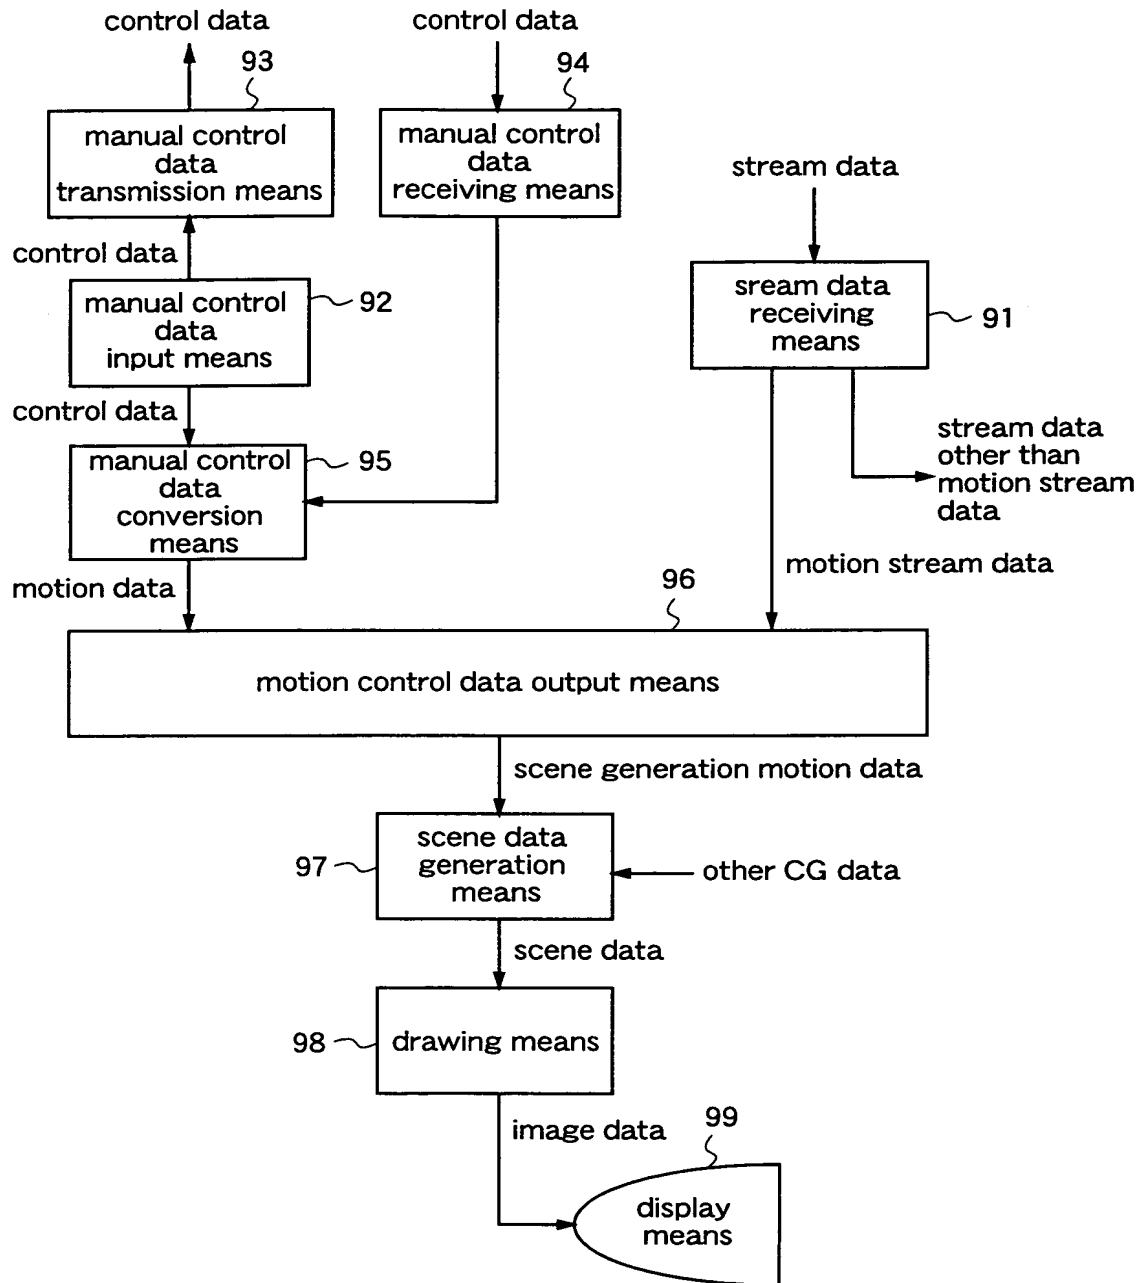 control data
control data
93
94
manual control
data
transmission means
manual control
data
receiving means
stream data
control data
manual control
data
input means
92
sream data
receiving
means
91
control data
manual control
data
conversion
means
95
stream data
other than
motion stream
data
motion data
motion stream data
96
motion control data output means
scene generation motion data
scene data
generation
means
97
other CG data
scene data
drawing means
98
image data
99
display
means